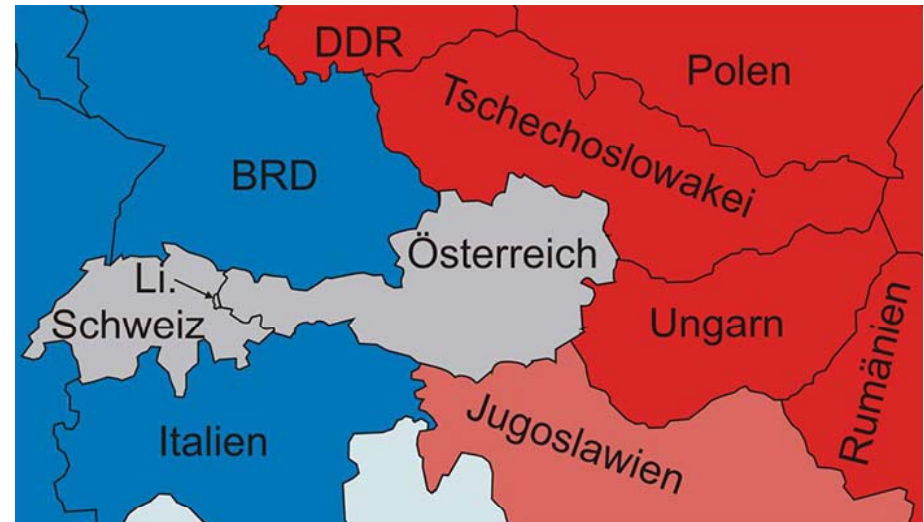 DDR
Polen
Tschechoslowakei
BRD
Österreich
Li.
Schweiz
Ungarn
Rumänien
Italien
Jugoslawien